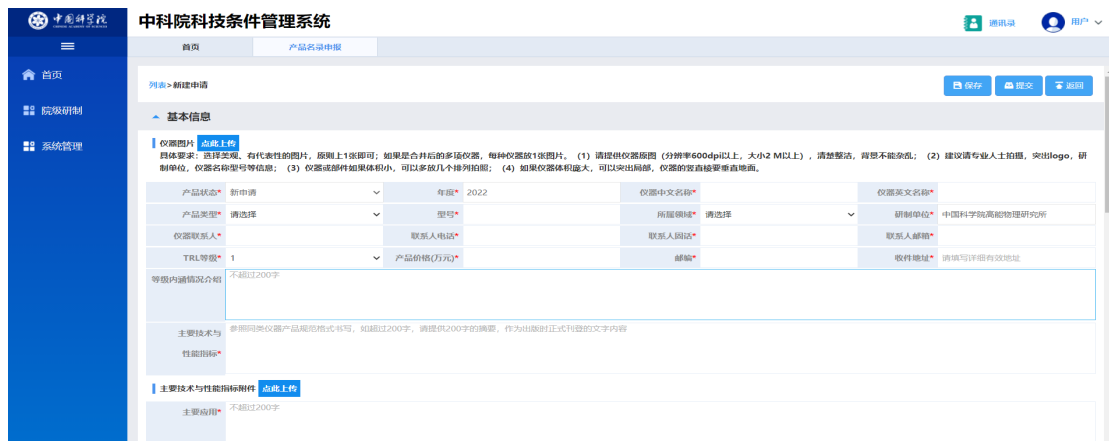 中国科学院
CHINESE ACADEMY OF SCIENCES
中科院科技条件管理系统
通讯录
用户
首页
产品名录申报
首页
院级研制
系统管理
列表>新建申请
保存
提交
返回
基本信息
仪器图片 点此上传
具体要求：选择美观、有代表性的图片，原则上1张即可；如果是合并后的多项仪器，每种仪器放1张图片。（1）请提供仪器原图（分辨率600dpi以上，大小2 M以上），清楚整洁，背景不能杂乱；（2）建议请专业人士拍摄，突出logo，研
制单位，仪器名称型号等信息；（3）仪器或部件如果体积小，可以多放几个排列拍照；（4）如果仪器体积庞大，可以突出局部，仪器的竖直棱要垂直地面。
产品状态* 新申请 年度* 2022 仪器中文名称* 仪器英文名称*
产品类型* 请选择 型号* 所属领域* 请选择 研制单位* 中国科学院高能物理研究所
仪器联系人* 联系人电话* 联系人固话* 联系人邮箱*
TRL等级* 1 产品价格(万元)* 邮编* 收件地址* 请填写详细有效地址
等级内涵情况介绍 不超过200字
主要技术与 参照同类仪器产品规范格式书写，如超过200字，请提供200字的摘要，作为出版时正式刊登的文字内容
性能指标*
主要技术与性能指标附件 点此上传
主要应用* 不超过200字